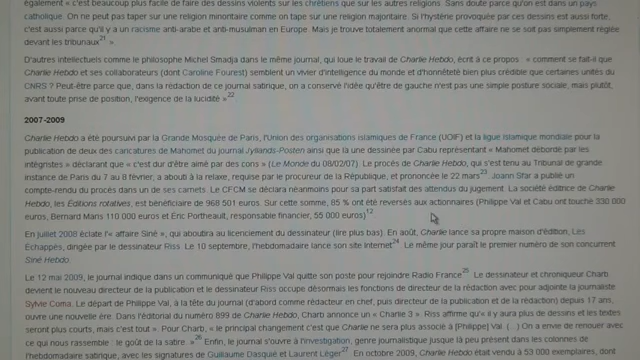 également « c'est beaucoup plus facile de faire des dessins violents sur les chrétiens que sur les autres religions. Sans doute parce qu'on est dans un pays
catholique. On ne peut pas taper sur une religion minoritaire comme on tape sur une religion majoritaire. Si l'hystérie provoquée par ces dessins est aussi forte,
c'est aussi parce qu'il y a un racisme anti-arabe et anti-musulman en Europe. Mais je trouve totalement anormal que cette affaire ne se soit pas simplement réglée
devant les tribunaux21 »
D'autres intellectuels comme le philosophe Michel Smadja dans le même journal, qui loue le travail de Charlie Hebdo, écrit à ce propos : « comment se fait-il que
Charlie Hebdo et ses collaborateurs (dont Caroline Fourest) semblent un vivier d'intelligence du monde et d'honnêteté bien plus crédible que certaines unités du
CNRS ? Peut-être parce que, dans la rédaction de ce journal satirique, on a conservé l'idée qu'être de gauche n'est pas une simple posture sociale, mais plutôt,
avant toute prise de position, l'exigence de la lucidité »22
2007-2009
Charlie Hebdo a été poursuivi par la Grande Mosquée de Paris, l'Union des organisations islamiques de France (UOIF) et la ligue Islamique mondiale pour la
publication de deux des caricatures de Mahomet du journal Jyllands-Posten ainsi que la une dessinée par Cabu représentant « Mahomet débordé par les
intégristes » déclarant que « c'est dur d'être aimé par des cons » (Le Monde du 08/02/07). Le procès de Charlie Hebdo, qui s'est tenu au Tribunal de grande
instance de Paris du 7 au 8 février, a abouti à la relaxe, requise par le procureur de la République, et prononcée le 22 mars23. Joann Sfar a publié un
compte-rendu du procès dans un de ses carnets. Le CFCM se déclara néanmoins pour sa part satisfait des attendus du jugement. La société éditrice de Charlie
Hebdo, les Éditions rotatives, est bénéficiaire de 968 501 euros. Sur cette somme, 85 % ont été reversés aux actionnaires (Philippe Val et Cabu ont touché 330 000
euros, Bernard Maris 110 000 euros et Eric Portheault, responsable financier, 55 000 euros)12
En juillet 2008 éclate l'« affaire Siné », qui aboutira au licenciement du dessinateur (lire plus bas). En août, Charlie lance sa propre maison d'édition, Les
Échappés, dirigée par le dessinateur Riss. Le 10 septembre, l'hebdomadaire lance son site Internet24. Le même jour paraît le premier numéro de son concurrent
Siné Hebdo
Le 12 mai 2009, le journal indique dans un communiqué que Philippe Val quitte son poste pour rejoindre Radio France25. Le dessinateur et chroniqueur Charb
devient le nouveau directeur de la publication et le dessinateur Riss occupe désormais les fonctions de directeur de la rédaction avec pour adjointe la journaliste
Sylvie Coma. Le départ de Philippe Val, à la tête du journal (d'abord comme rédacteur en chef, puis directeur de la publication et de la rédaction) depuis 17 ans,
ouvre une nouvelle ère. Dans l'éditorial du numéro 899 de Charlie Hebdo, Charb annonce un « Charlie 3 ». Riss affirme qu'« il y aura plus de dessins et les textes
seront plus courts, mais c'est tout ». Pour Charb, « le principal changement c'est que Charlie ne sera plus associé à [Philippe] Val. (...) On a envie de renouer avec
ce qui nous rassemble : le goût de la satire. »26 Enfin, le journal s'ouvre à l'investigation, genre journalistique jusque là peu présent dans les colonnes de
l'hebdomadaire satirique, avec les signatures de Guillaume Dasquié et Laurent Léger27. En octobre 2009, Charlie Hebdo était vendu à 53 000 exemplaires, dont